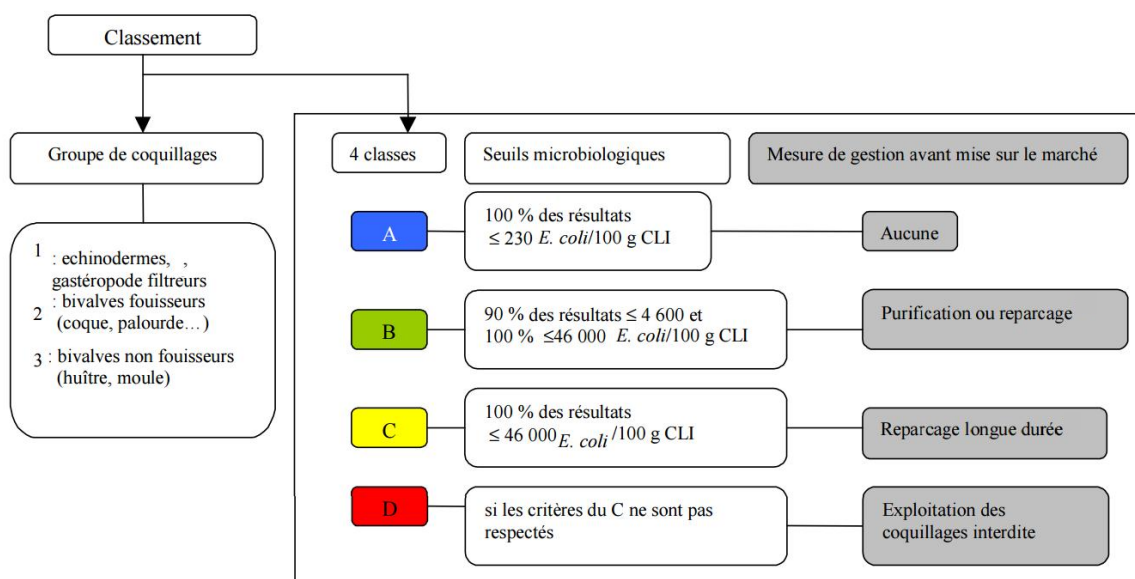 Classement
Groupe de coquillages
1 : echinodermes, ,
gastéropode filtreurs
2 : bivalves fouisseurs
(coque, palourde…)
3 : bivalves non fouisseurs
(huître, moule)
4 classes
Seuils microbiologiques
Mesure de gestion avant mise sur le marché
A
100 % des résultats
≤ 230 E. coli/100 g CLI
Aucune
B
90 % des résultats ≤ 4 600 et
100 % ≤46 000 E. coli/100 g CLI
Purification ou reparcage
C
100 % des résultats
≤ 46 000 E. coli /100 g CLI
Reparcage longue durée
D
si les critères du C ne sont pas
respectés
Exploitation des
coquillages interdite